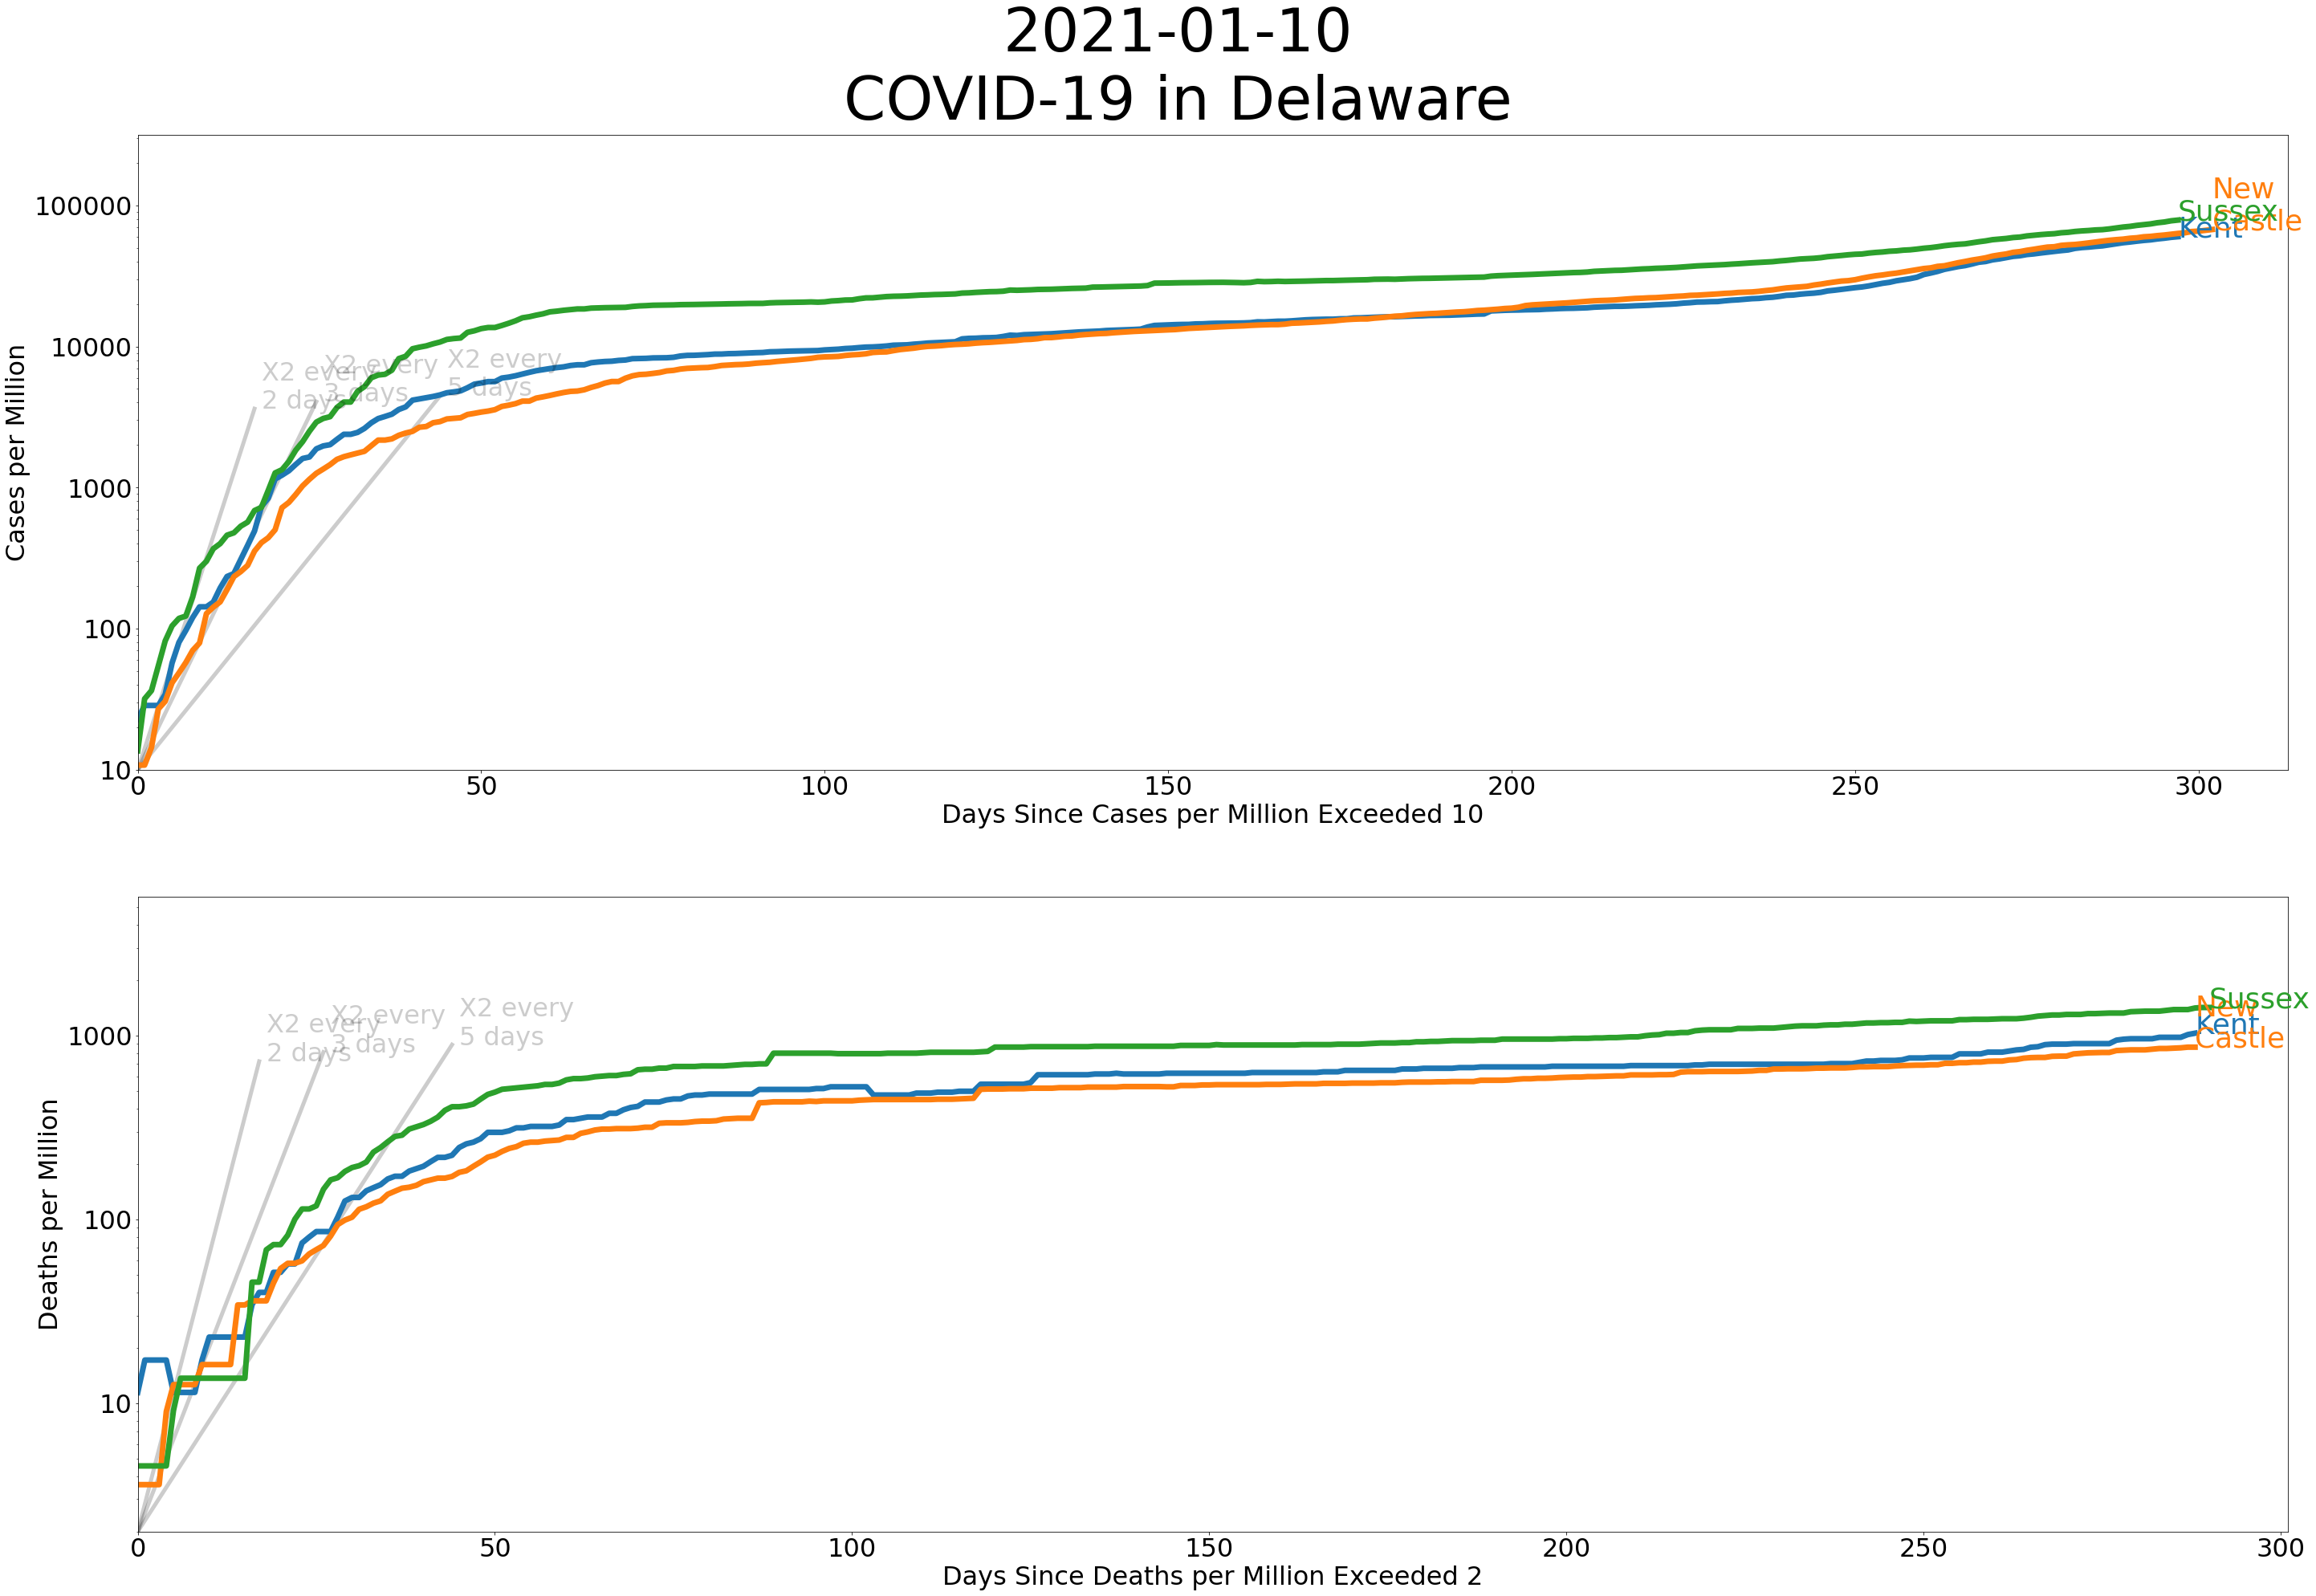 2021-01-10
COVID-19 in Delaware
Cases per Million
100000
10000
1000
100
10
X2 every
2 days
X2 every
3 days
X2 every
5 days
New
Castle
Sussex
Kent
0
50
100
150
200
250
300
Days Since Cases per Million Exceeded 10
Deaths per Million
1000
100
10
X2 every
2 days
X2 every
3 days
X2 every
5 days
Sussex
New
Castle
Kent
0
50
100
150
200
250
300
Days Since Deaths per Million Exceeded 2